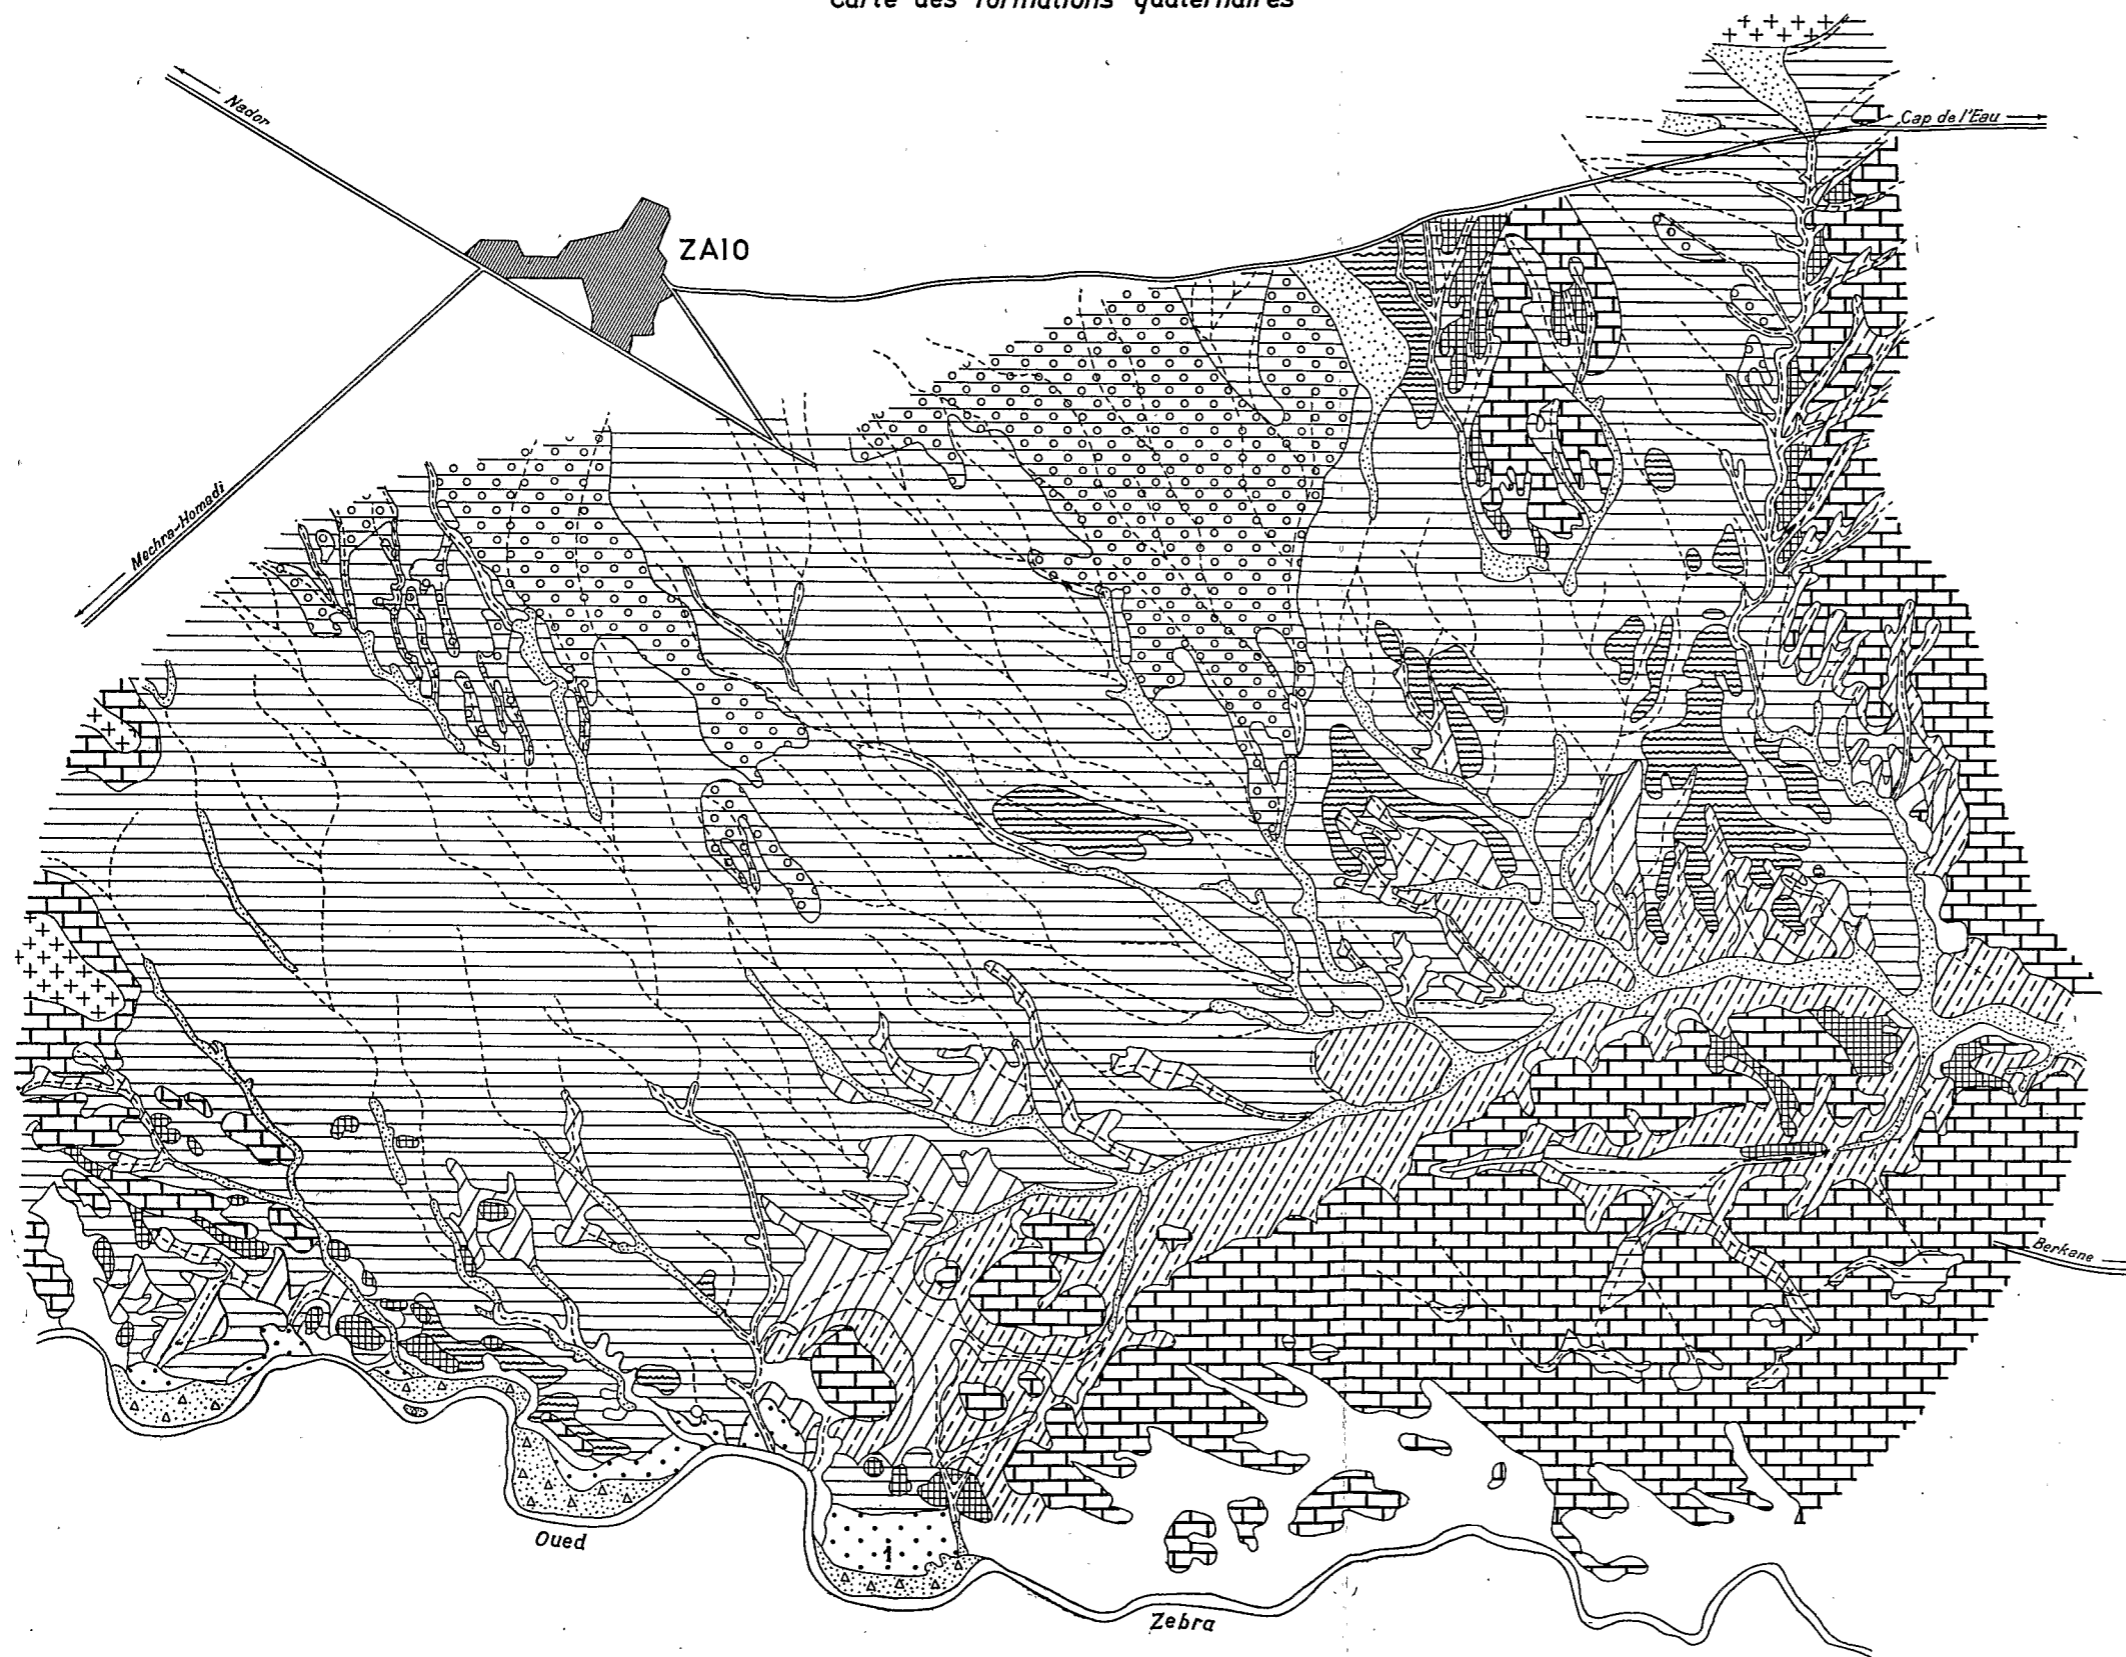 Carte des formations quaternaires
Cap de l'Eau
Nador
ZAIO
Mechra-Homadi
Berkane
Oued
1
Zebra